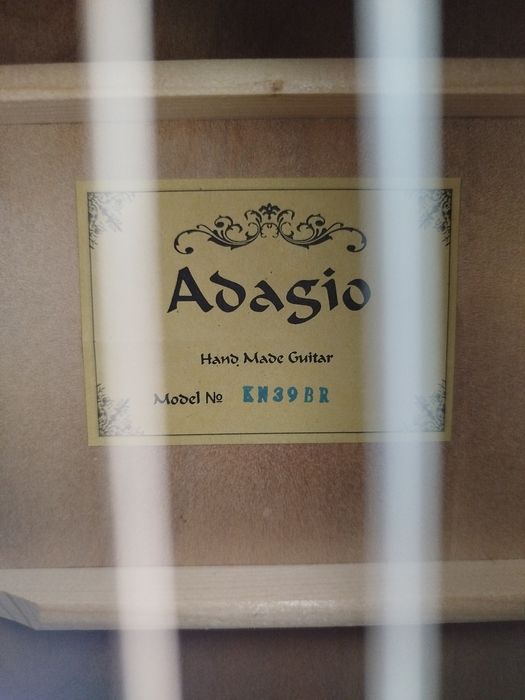 Adagio
Hand Made Guitar
Model № KN39BR